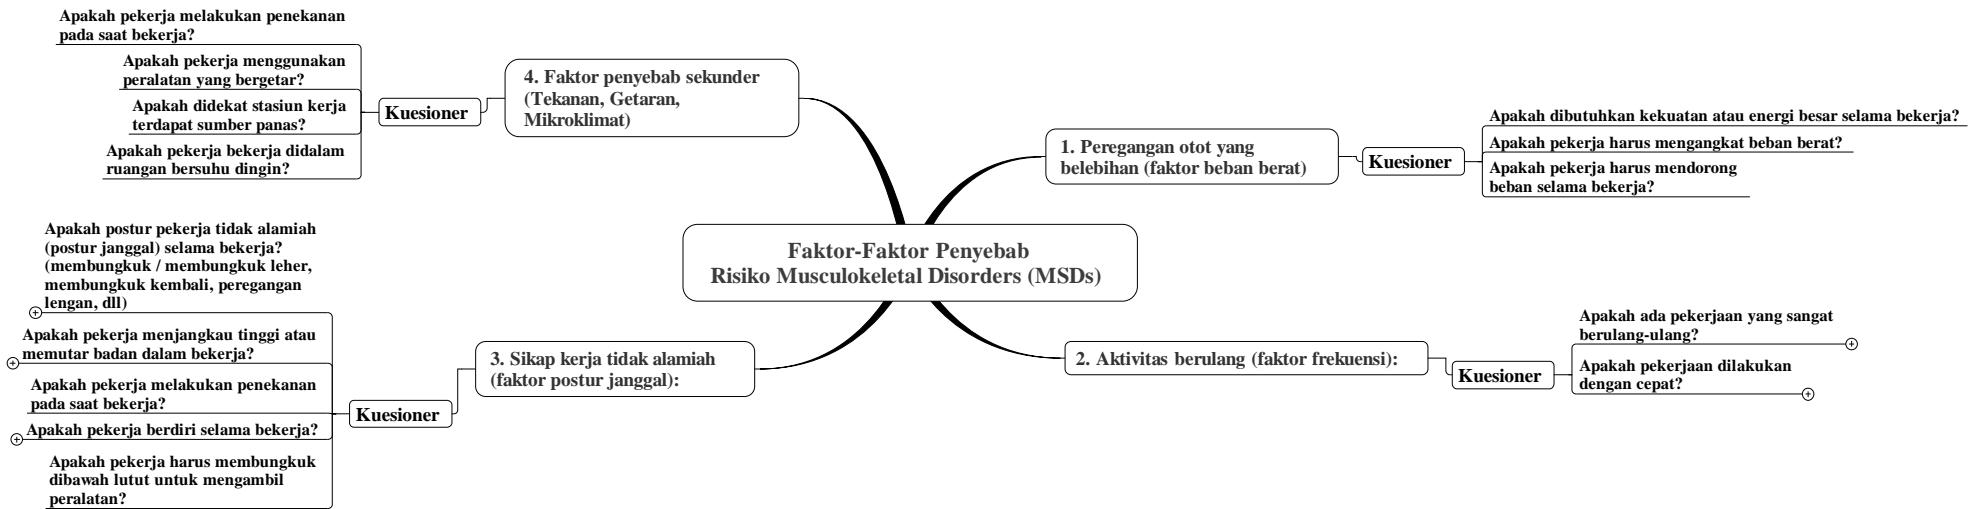 Faktor-Faktor Penyebab
Risiko Musculokeletal Disorders (MSDs)
1. Peregangan otot yang
belebihan (faktor beban berat)
Kuesioner
Apakah dibutuhkan kekuatan atau energi besar selama bekerja?
Apakah pekerja harus mengangkat beban berat?
Apakah pekerja harus mendorong
beban selama bekerja?
2. Aktivitas berulang (faktor frekuensi):
Kuesioner
Apakah ada pekerjaan yang sangat
berulang-ulang?
Apakah pekerjaan dilakukan
dengan cepat?
3. Sikap kerja tidak alamiah
(faktor postur janggal):
Kuesioner
Apakah postur pekerja tidak alamiah
(postur janggal) selama bekerja?
(membungkuk / membungkuk leher,
membungkuk kembali, peregangan
lengan, dll)
Apakah pekerja menjangkau tinggi atau
memutar badan dalam bekerja?
Apakah pekerja melakukan penekanan
pada saat bekerja?
Apakah pekerja berdiri selama bekerja?
Apakah pekerja harus membungkuk
dibawah lutut untuk mengambil
peralatan?
4. Faktor penyebab sekunder
(Tekanan, Getaran,
Mikroklimat)
Kuesioner
Apakah pekerja melakukan penekanan
pada saat bekerja?
Apakah pekerja menggunakan
peralatan yang bergetar?
Apakah didekat stasiun kerja
terdapat sumber panas?
Apakah pekerja bekerja didalam
ruangan bersuhu dingin?